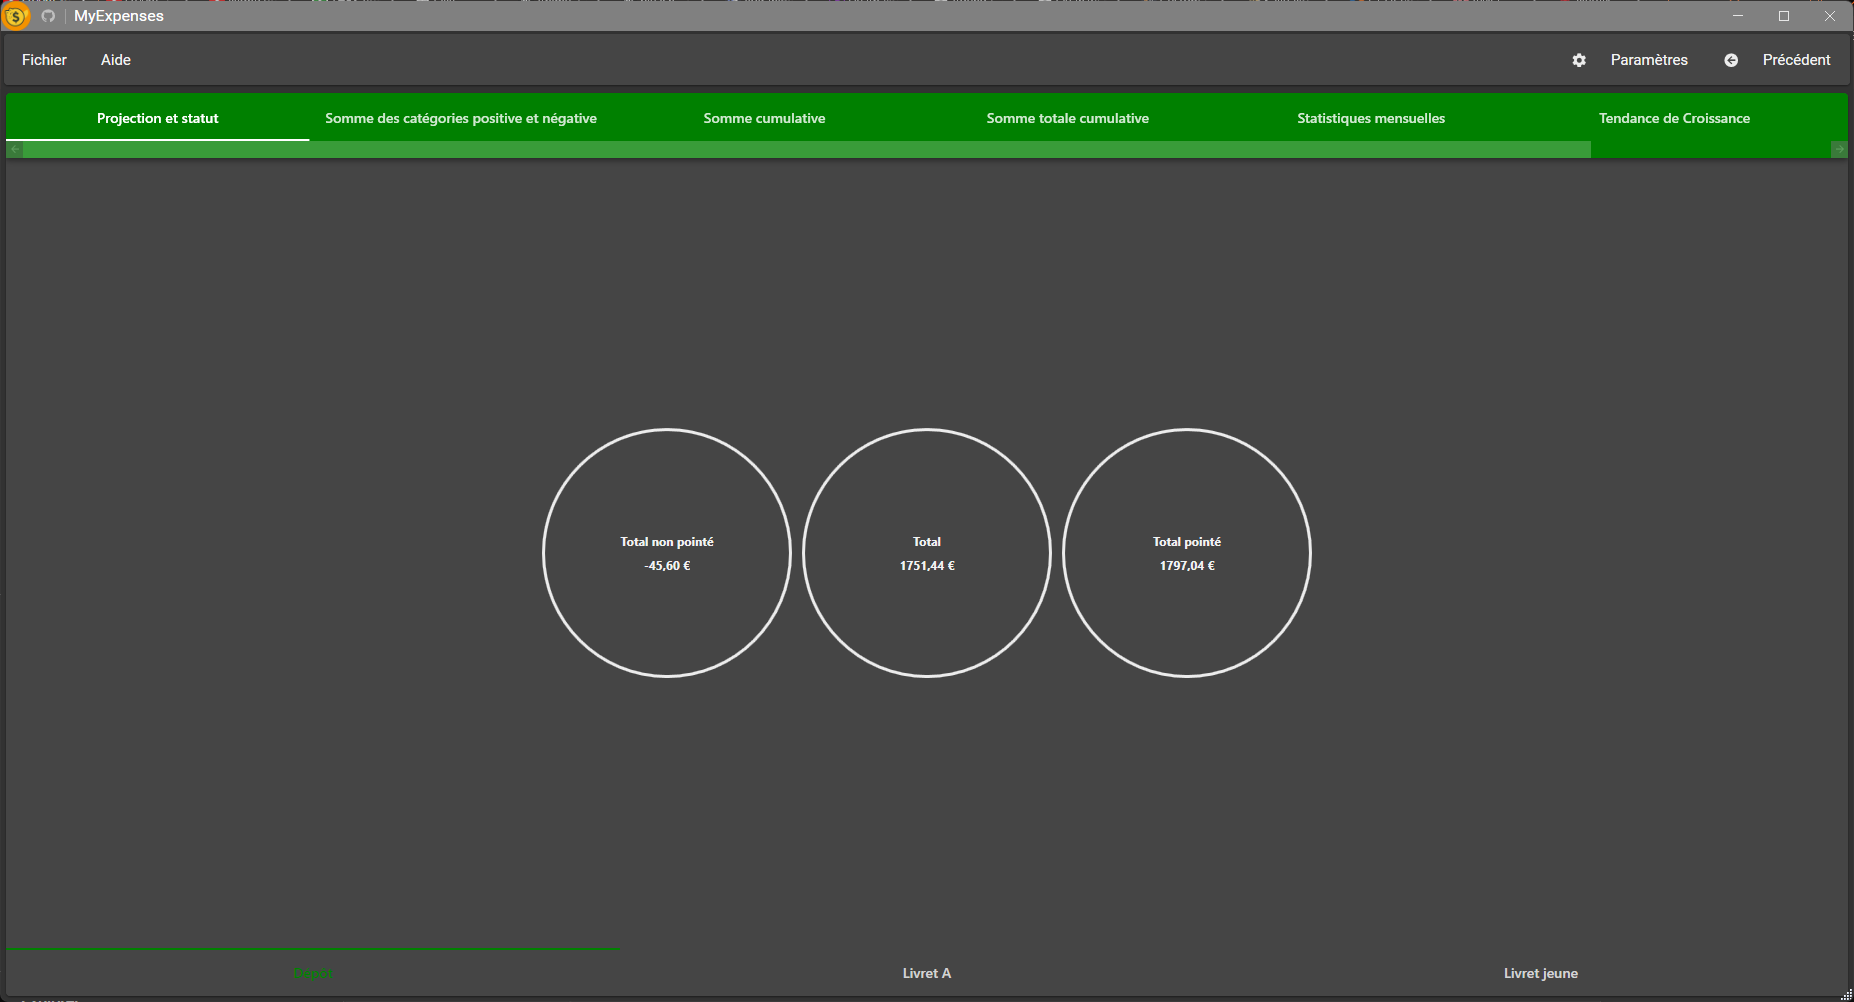 MyExpenses
Fichier Aide Paramètres Précédent
Projection et statut Somme des catégories positive et négative Somme cumulative Somme totale cumulative Statistiques mensuelles Tendance de Croissance
Total non pointé
-45,60 €
Total
1751,44 €
Total pointé
1797,04 €
Dépôt Livret A Livret jeune